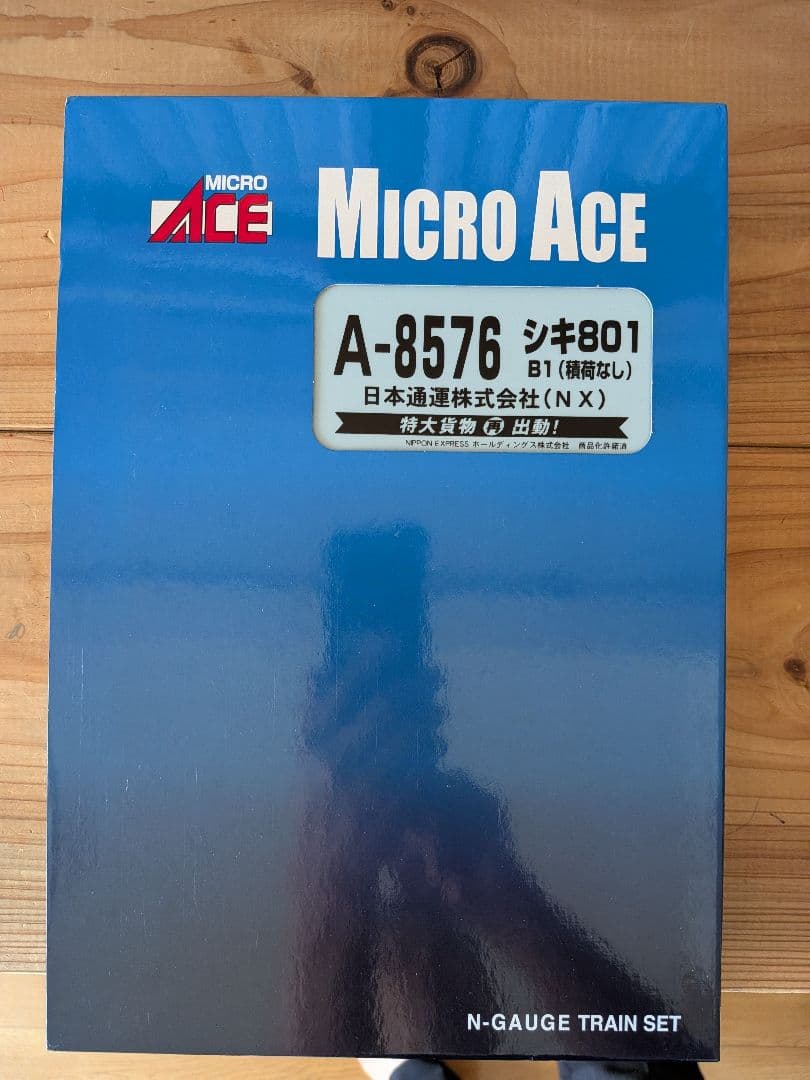 MICRO
ACE
MICRO ACE
A-8576 シキ801
B1(積荷なし)
日本通運株式会社(NX)
特大貨物 再 出動!
NIPPON EXPRESS ホールディングス株式会社 商品化許諾済
N-GAUGE TRAIN SET